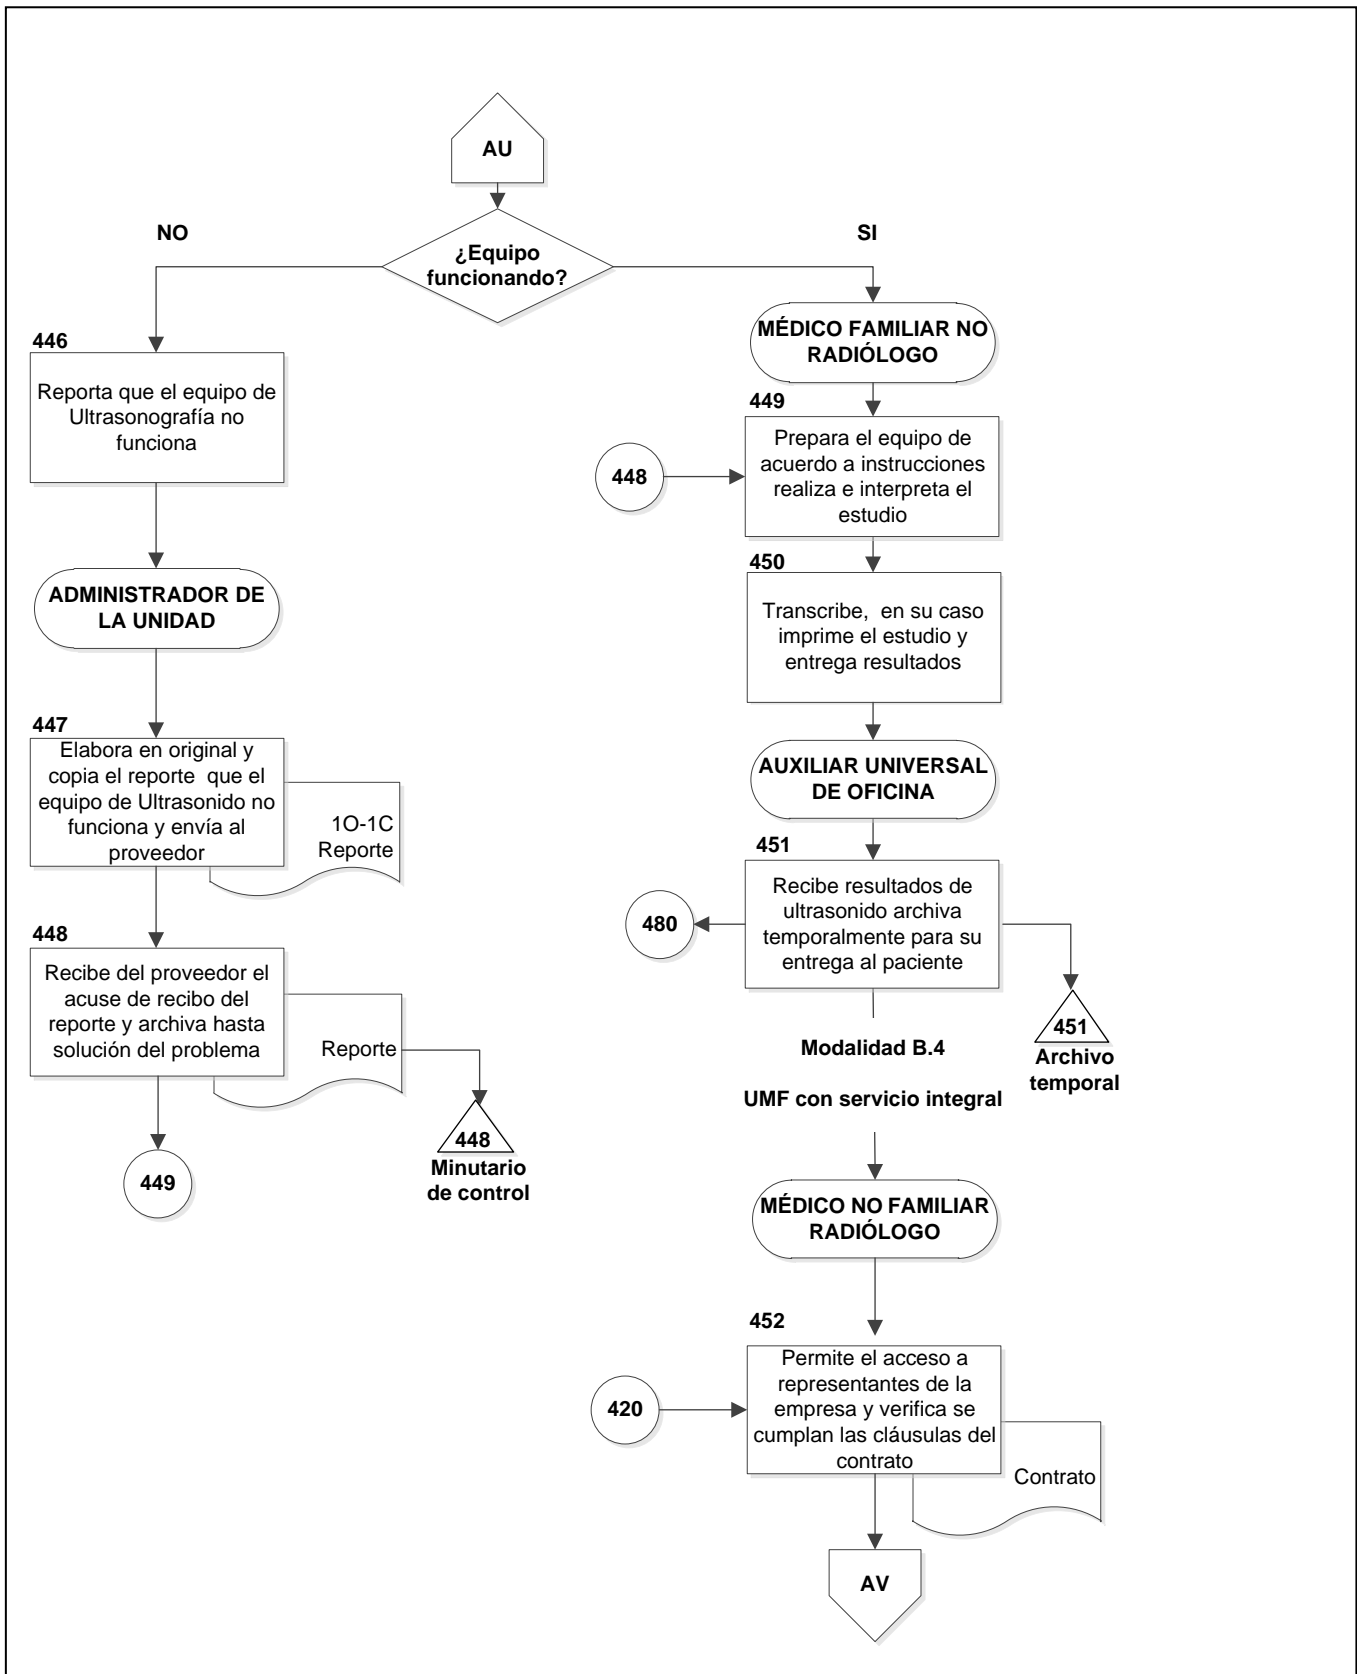 AU
¿Equipo
funcionando?
NO
446
Reporta que el equipo de
Ultrasonografía no
funciona
ADMINISTRADOR DE
LA UNIDAD
447
Elabora en original y
copia el reporte que el
equipo de Ultrasonido no
funciona y envía al
proveedor
1O-1C
Reporte
448
Recibe del proveedor el
acuse de recibo del
reporte y archiva hasta
solución del problema
Reporte
448
Minutario
de control
449
SI
MÉDICO FAMILIAR NO
RADIÓLOGO
449
448
Prepara el equipo de
acuerdo a instrucciones
realiza e interpreta el
estudio
450
Transcribe, en su caso
imprime el estudio y
entrega resultados
AUXILIAR UNIVERSAL
DE OFICINA
451
Recibe resultados de
ultrasonido archiva
temporalmente para su
entrega al paciente
480
451
Archivo
temporal
Modalidad B.4
UMF con servicio integral
MÉDICO NO FAMILIAR
RADIÓLOGO
452
420
Permite el acceso a
representantes de la
empresa y verifica se
cumplan las cláusulas del
contrato
Contrato
AV